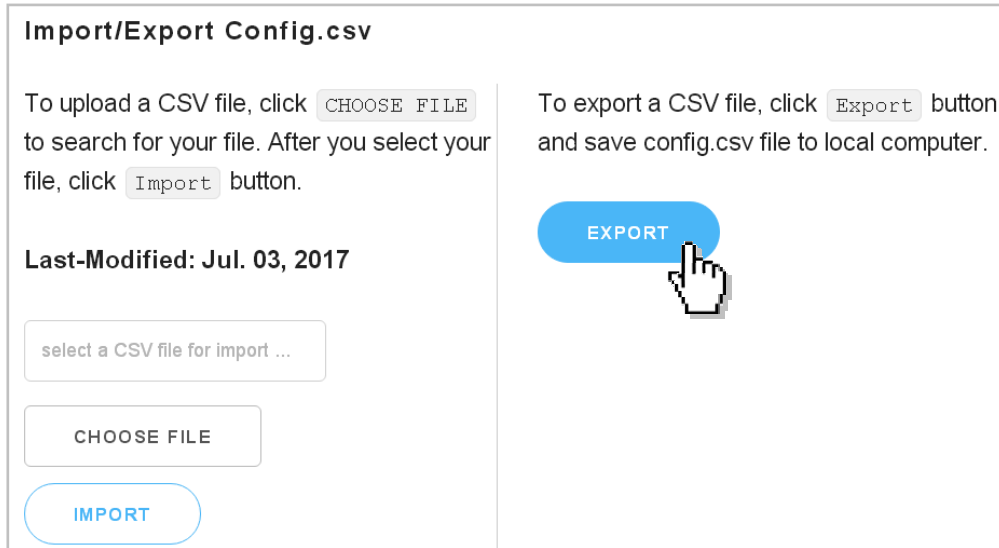 Import/Export Config.csv
To upload a CSV file, click CHOOSE FILE
to search for your file. After you select your
file, click Import button.
Last-Modified: Jul. 03, 2017
select a CSV file for import ...
CHOOSE FILE
IMPORT
To export a CSV file, click Export button
and save config.csv file to local computer.
EXPORT